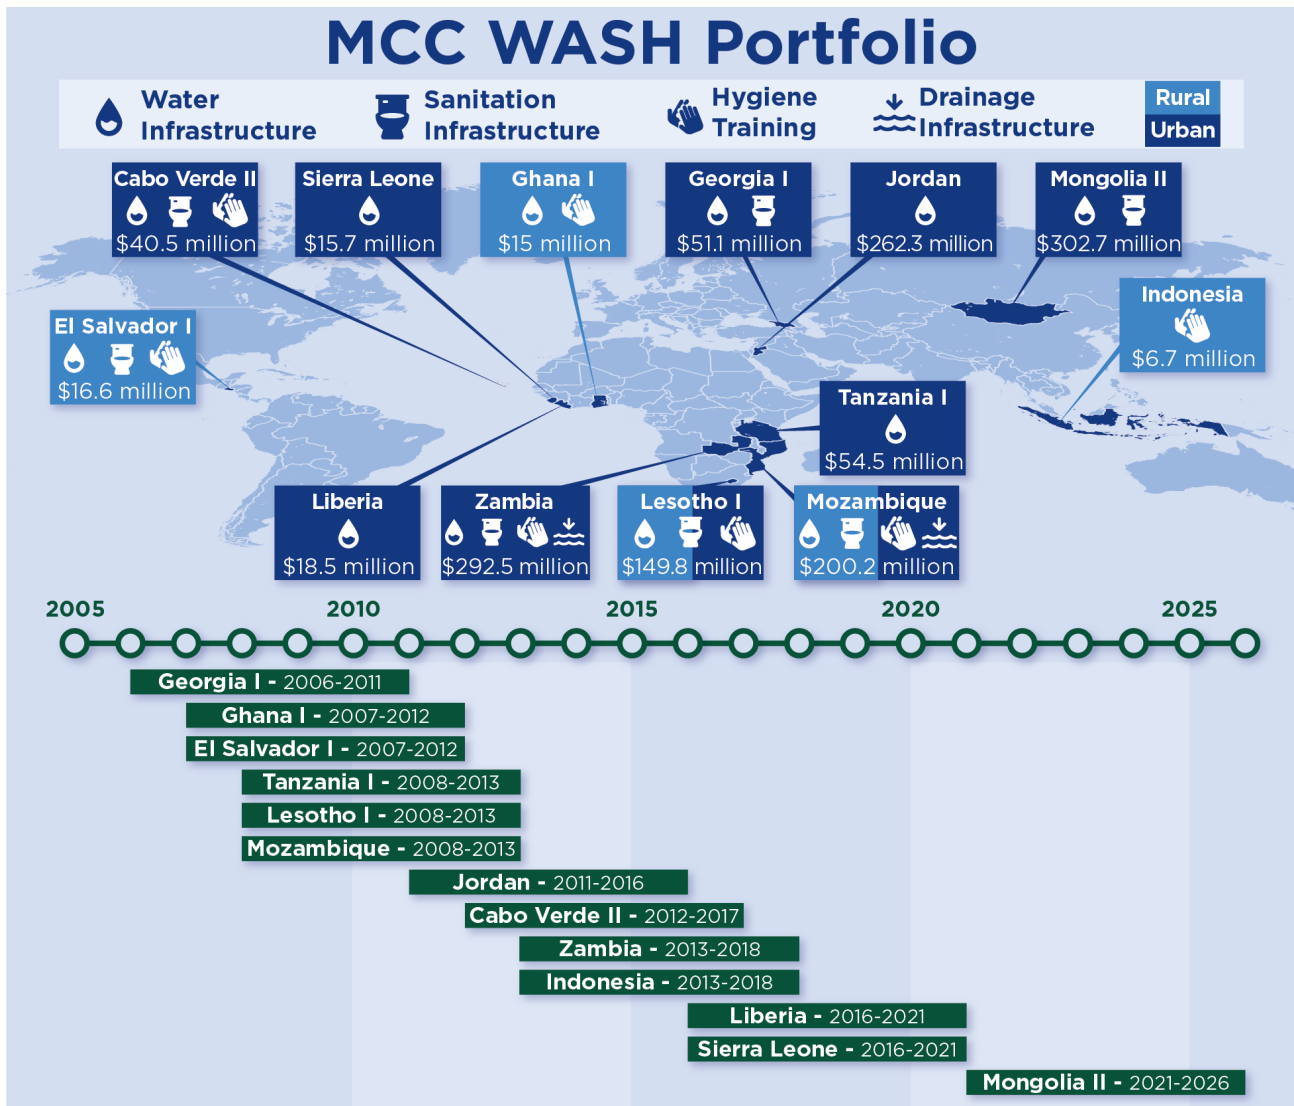 MCC WASH Portfolio
Water
Infrastructure
Sanitation
Infrastructure
Hygiene
Training
Drainage
Infrastructure
Rural
Urban
Cabo Verde II
$40.5 million
Sierra Leone
$15.7 million
Ghana I
$15 million
Georgia I
$51.1 million
Jordan
$262.3 million
Mongolia II
$302.7 million
El Salvador I
$16.6 million
Indonesia
$6.7 million
Tanzania I
$54.5 million
Liberia
$18.5 million
Zambia
$292.5 million
Lesotho I
$149.8 million
Mozambique
$200.2 million
2005 2010 2015 2020 2025
Georgia I - 2006-2011
Ghana I - 2007-2012
El Salvador I - 2007-2012
Tanzania I - 2008-2013
Lesotho I - 2008-2013
Mozambique - 2008-2013
Jordan - 2011-2016
Cabo Verde II - 2012-2017
Zambia - 2013-2018
Indonesia - 2013-2018
Liberia - 2016-2021
Sierra Leone - 2016-2021
Mongolia II - 2021-2026